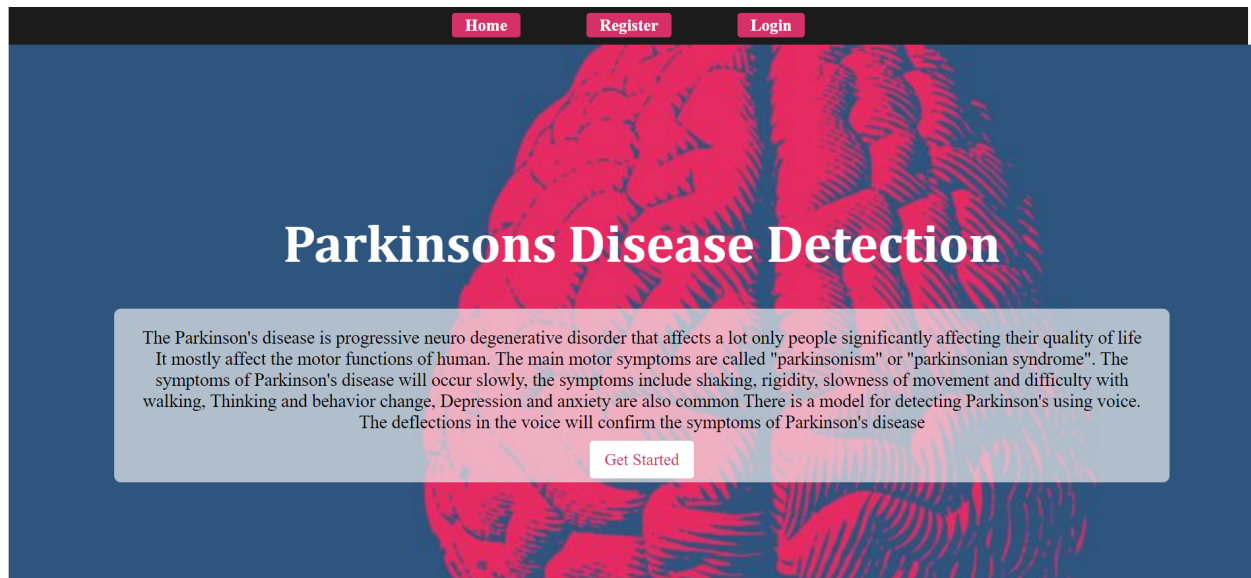 Home Register Login
Parkinsons Disease Detection
The Parkinson's disease is progressive neuro degenerative disorder that affects a lot only people significantly affecting their quality of life
It mostly affect the motor functions of human. The main motor symptoms are called "parkinsonism" or "parkinsonian syndrome". The
symptoms of Parkinson's disease will occur slowly, the symptoms include shaking, rigidity, slowness of movement and difficulty with
walking, Thinking and behavior change, Depression and anxiety are also common There is a model for detecting Parkinson's using voice.
The deflections in the voice will confirm the symptoms of Parkinson's disease
Get Started